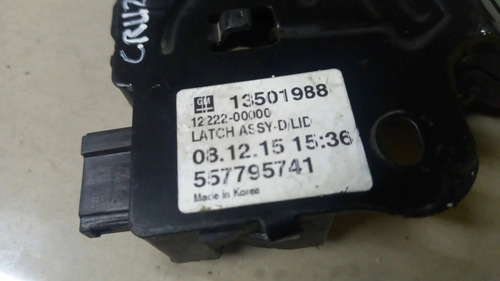 CRUZ
GM 13501988
12222-00000
LATCH ASSY-D/LID
08.12.15 15:36
557795741
Made in Korea